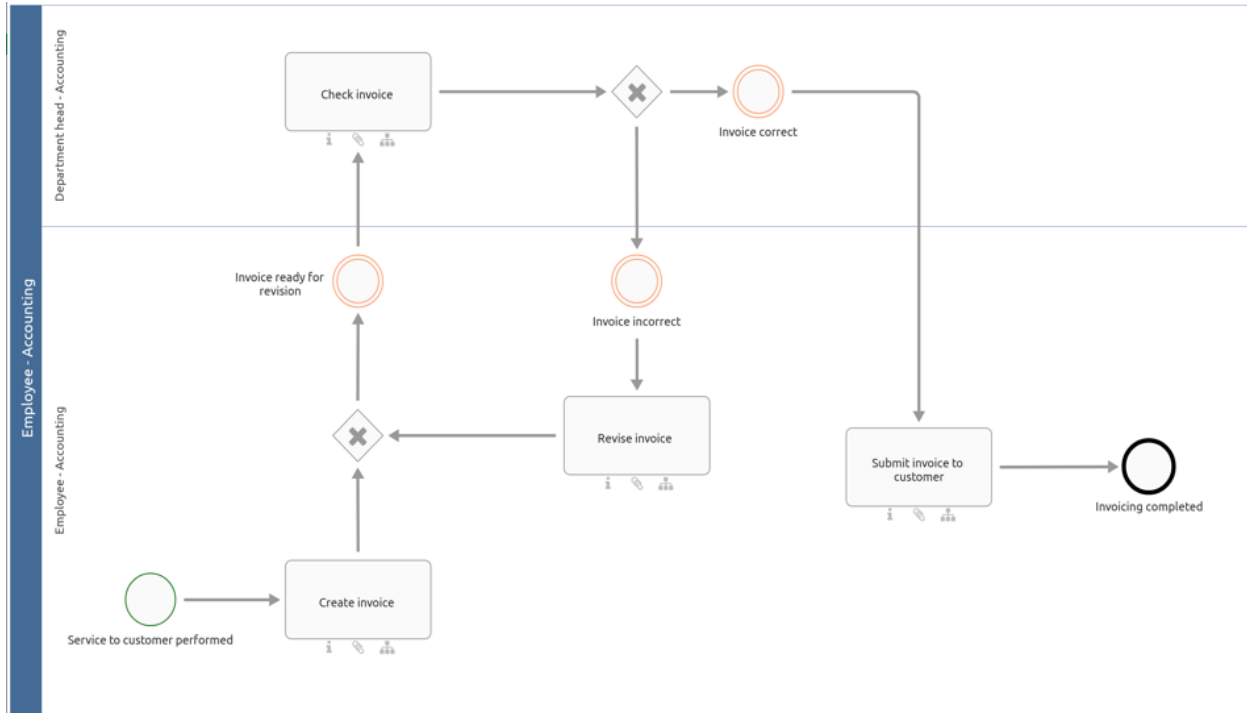 Employee - Accounting
Department head - Accounting
Check invoice
Invoice correct
Employee - Accounting
Invoice ready for
revision
Invoice incorrect
Revise invoice
Submit invoice to
customer
Invoicing completed
Create invoice
Service to customer performed